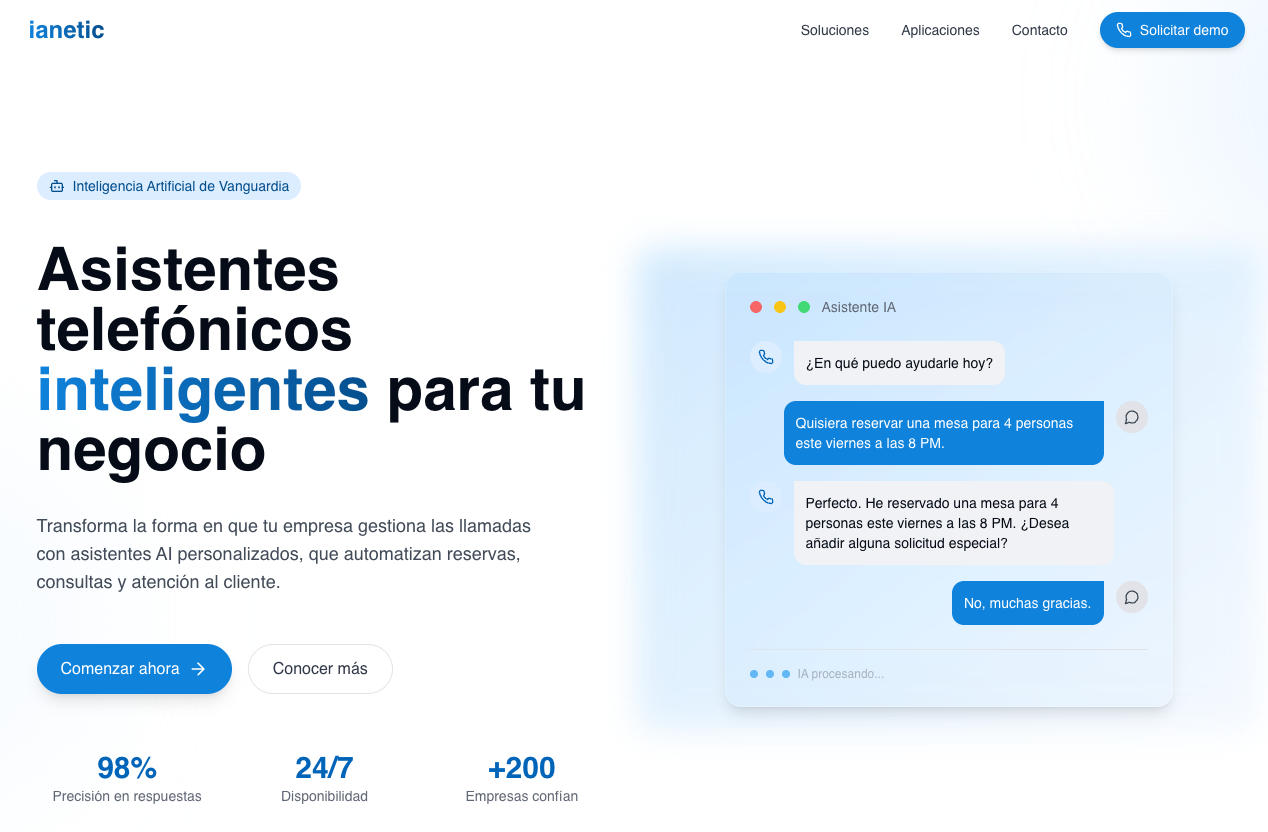 ianetic
Soluciones
Aplicaciones
Contacto
Solicitar demo
Inteligencia Artificial de Vanguardia
Asistentes
telefónicos
inteligentes para tu
negocio
Transforma la forma en que tu empresa gestiona las llamadas
con asistentes AI personalizados, que automatizan reservas,
consultas y atención al cliente.
Comenzar ahora
Conocer más
98%
Precisión en respuestas
24/7
Disponibilidad
+200
Empresas confían
Asistente IA
¿En qué puedo ayudarle hoy?
Quisiera reservar una mesa para 4 personas
este viernes a las 8 PM.
Perfecto. He reservado una mesa para 4
personas este viernes a las 8 PM. ¿Desea
añadir alguna solicitud especial?
No, muchas gracias.
IA procesando...